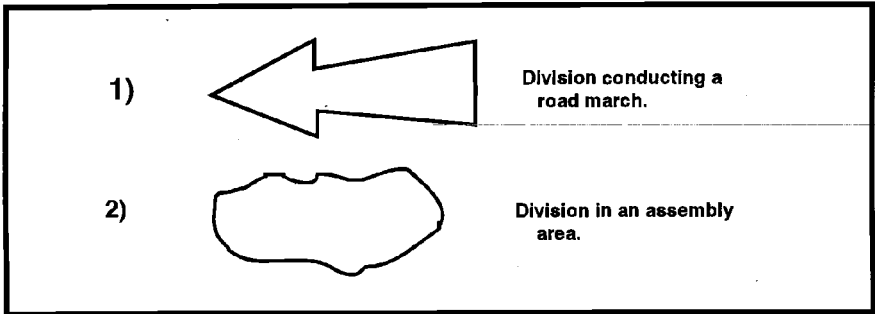 1)
Division conducting a
road march.
2)
Division in an assembly
area.